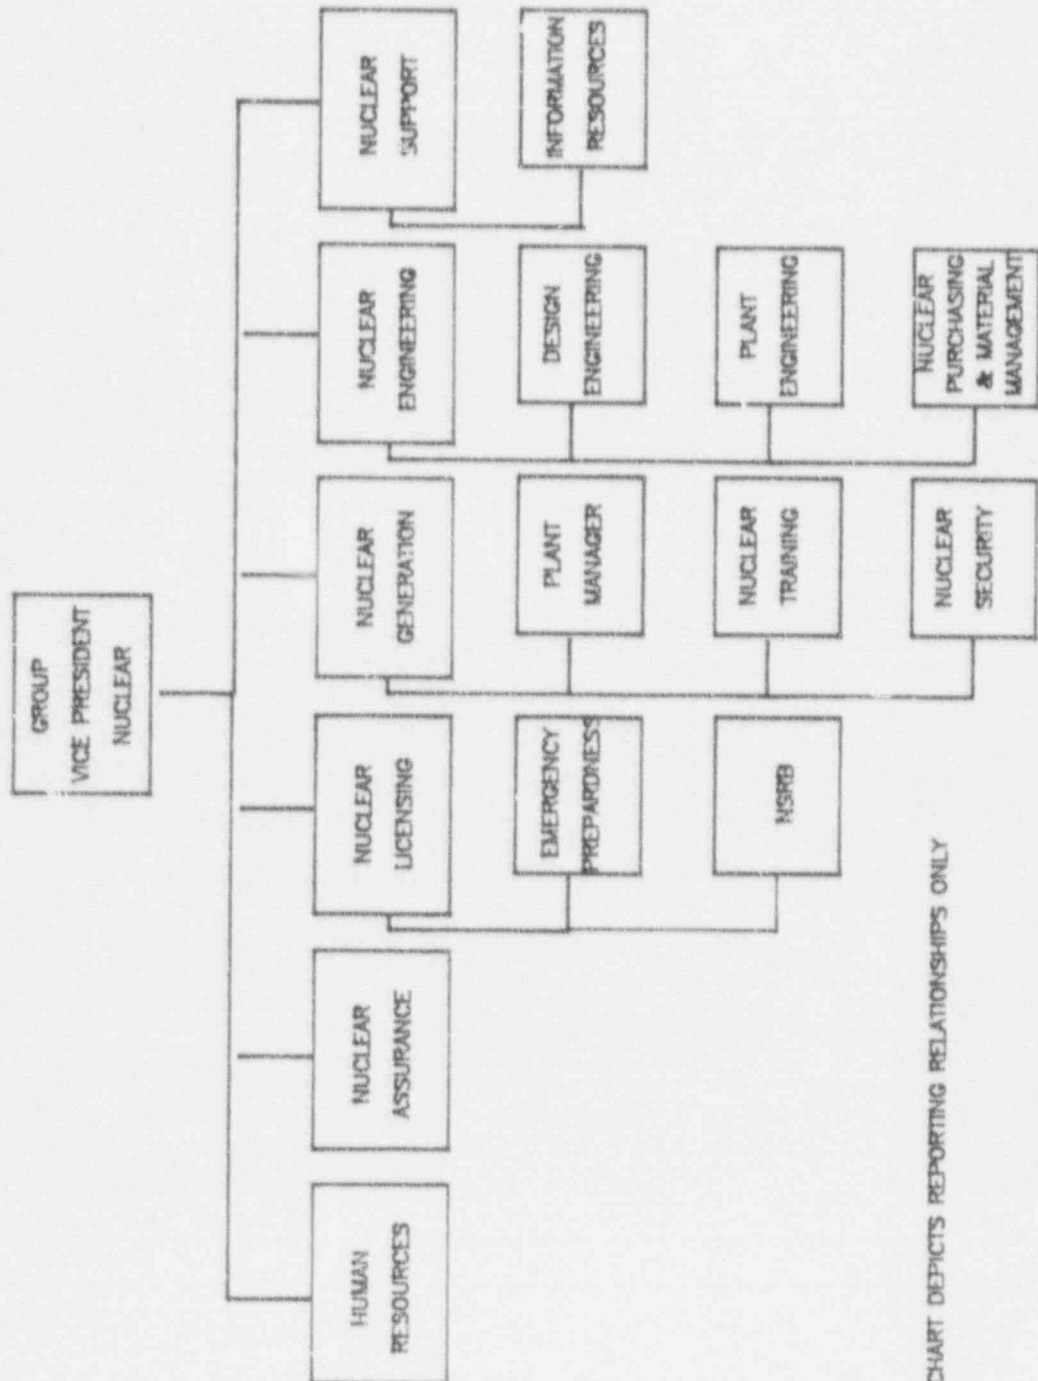 GROUP
VICE PRESIDENT
NUCLEAR
HUMAN
RESOURCES
NUCLEAR
ASSURANCE
NUCLEAR
LICENSING
NUCLEAR
GENERATION
NUCLEAR
ENGINEERING
NUCLEAR
SUPPORT
EMERGENCY
PREPARDNESS
PLANT
MANAGER
DESIGN
ENGINEERING
INFORMATION
RESOURCES
NSRB
NUCLEAR
TRAINING
PLANT
ENGINEERING
NUCLEAR
SECURITY
NUCLEAR
PURCHASING
& MATERIAL
MANAGEMENT
CHART DEPICTS REPORTING RELATIONSHIPS ONLY